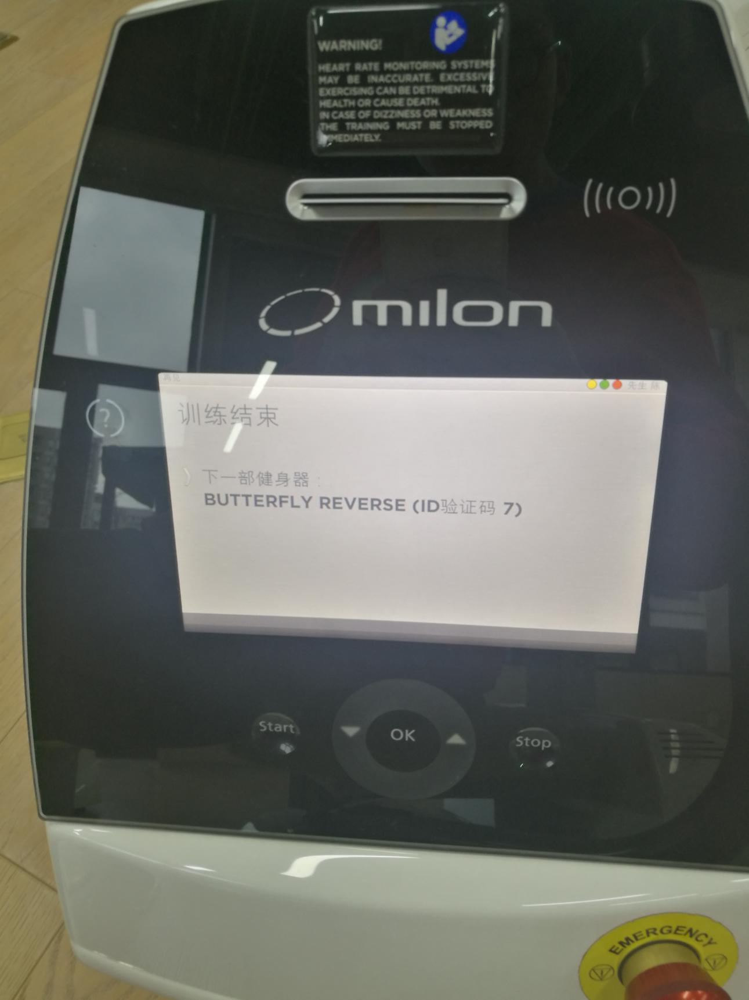 WARNING!
HEART RATE MONITORING SYSTEMS
MAY BE INACCURATE. EXCESSIVE
EXERCISING CAN BE DETRIMENTAL TO
HEALTH OR CAUSE DEATH.
IN CASE OF DIZZINESS OR WEAKNESS
THE TRAINING MUST BE STOPPED
IMMEDIATELY.
milon
再见
先生 陈
?
训练结束
下一部健身器:
BUTTERFLY REVERSE (ID验证码 7)
Start
OK
Stop
EMERGENCY